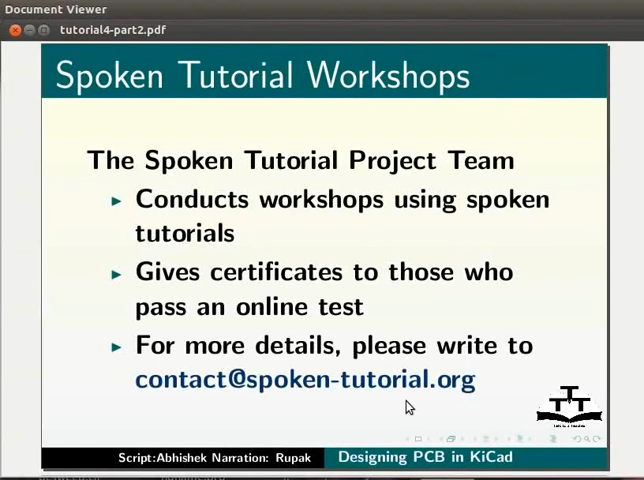 Document Viewer
tutorial4-part2.pdf
Spoken Tutorial Workshops
The Spoken Tutorial Project Team
Conducts workshops using spoken
tutorials
Gives certificates to those who
pass an online test
For more details, please write to
contact@spoken-tutorial.org
Script:Abhishek Narration: Rupak
Designing PCB in KiCad